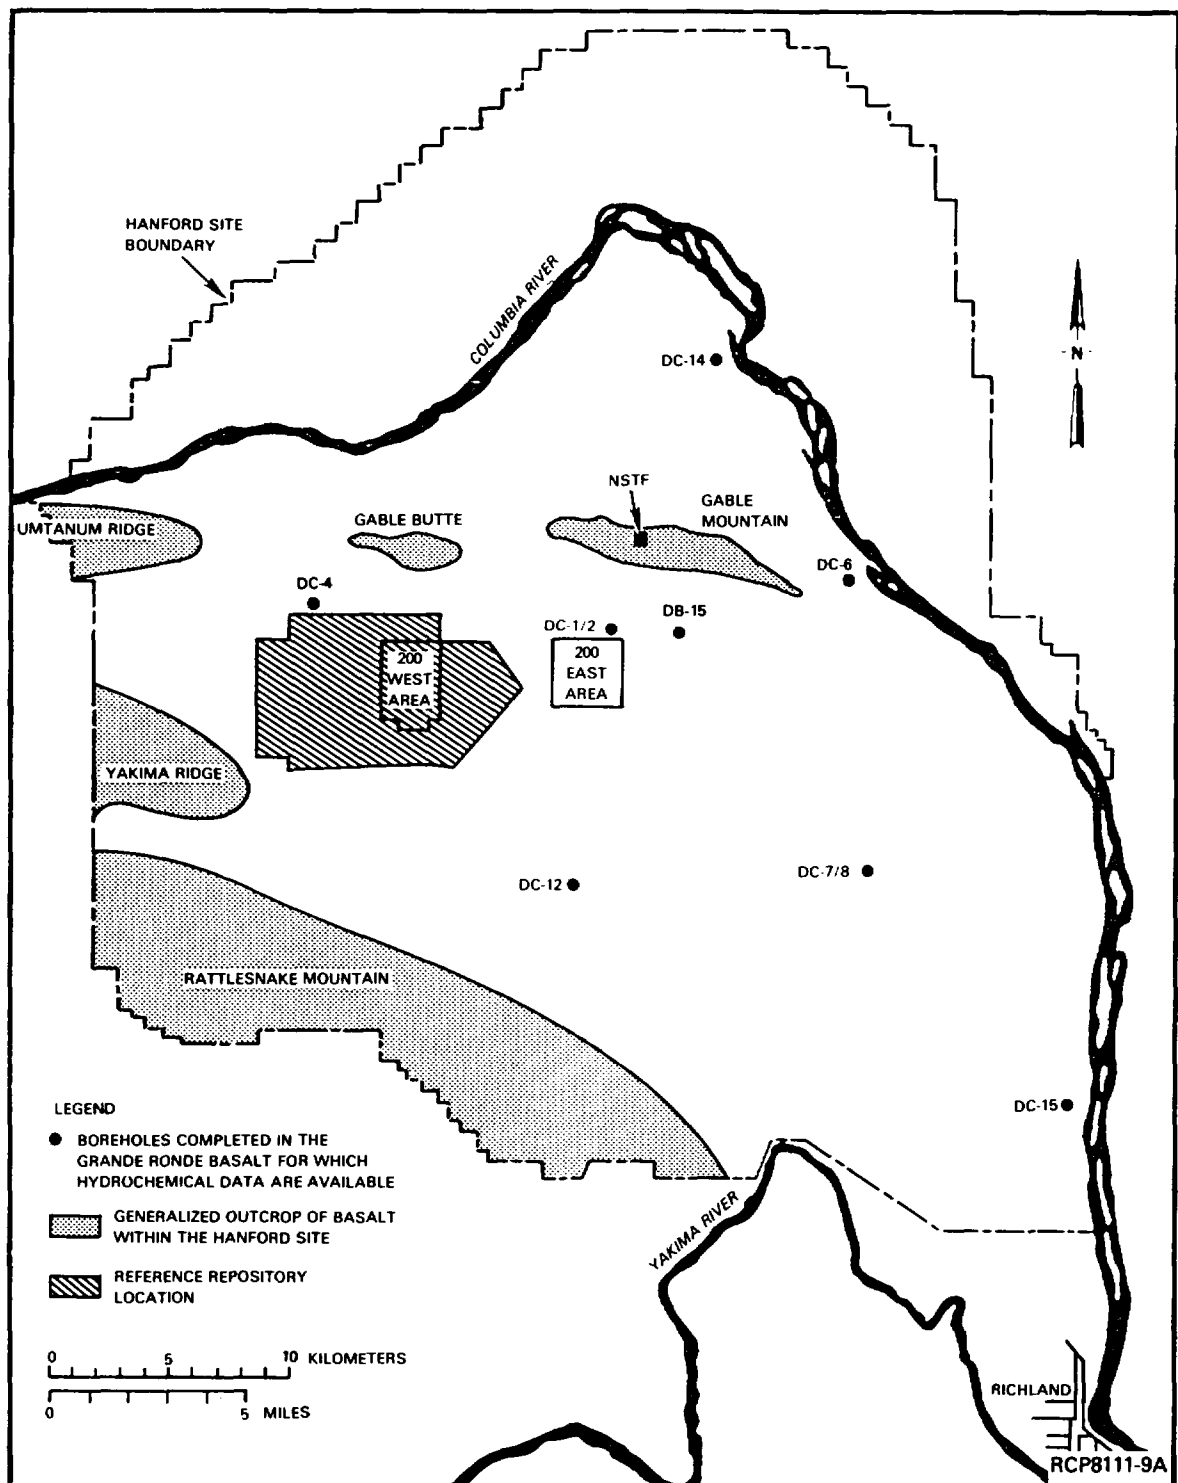 HANFORD SITE
BOUNDARY
COLUMBIA RIVER
DC-14
N
NSTF
GABLE
MOUNTAIN
GABLE BUTTE
UMTANUM RIDGE
DC-6
DC-4
DB-15
DC-1/2
200
WEST
AREA
200
EAST
AREA
YAKIMA RIDGE
DC-7/8
DC-12
RATTLESNAKE MOUNTAIN
DC-15
LEGEND
BOREHOLES COMPLETED IN THE
GRANDE RONDE BASALT FOR WHICH
HYDROCHEMICAL DATA ARE AVAILABLE
GENERALIZED OUTCROP OF BASALT
WITHIN THE HANFORD SITE
REFERENCE REPOSITORY
LOCATION
YAKIMA RIVER
0 5 10 KILOMETERS
0 5 MILES
RICHLAND
RCP8111-9A